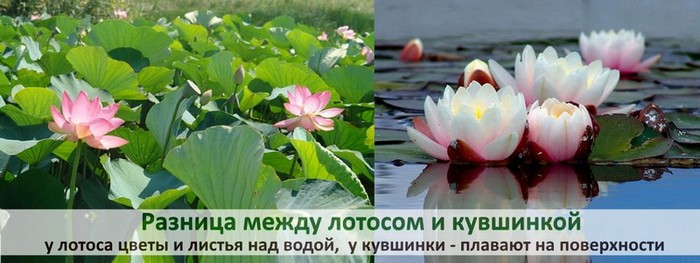 Разница между лотосом и кувшинкой
у лотоса цветы и листья над водой, у кувшинки - плавают на поверхности